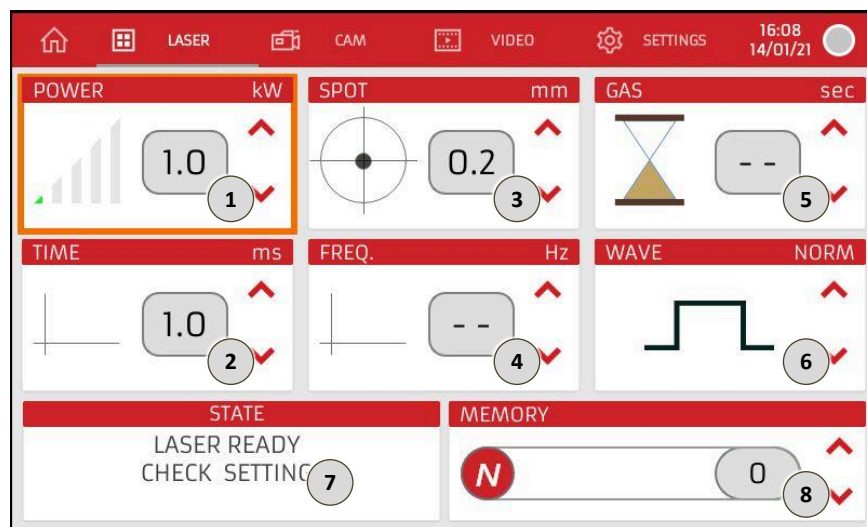 LASER CAM VIDEO SETTINGS 16:08
14/01/21
POWER kW SPOT mm GAS sec
1.0 0.2 - -
1 3 5
TIME ms FREQ. Hz WAVE NORM
1.0 - -
2 4 6
STATE MEMORY
LASER READY
CHECK SETTING
7
N 0
8